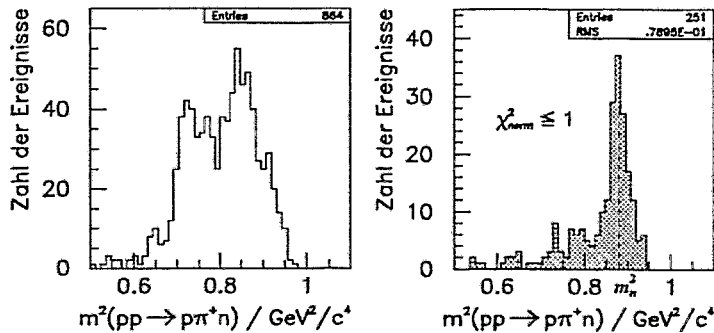 Zahl der Ereignisse
60
40
20
0
Entries 864
0.6 0.8 1
m²(pp→pπ⁺n) / GeV²/c⁴
Zahl der Ereignisse
40
30
20
10
0
Entries 251
RMS .7895E-01
χ²norm ≦ 1
0.6 0.8 m²n 1
m²(pp→pπ⁺n) / GeV²/c⁴